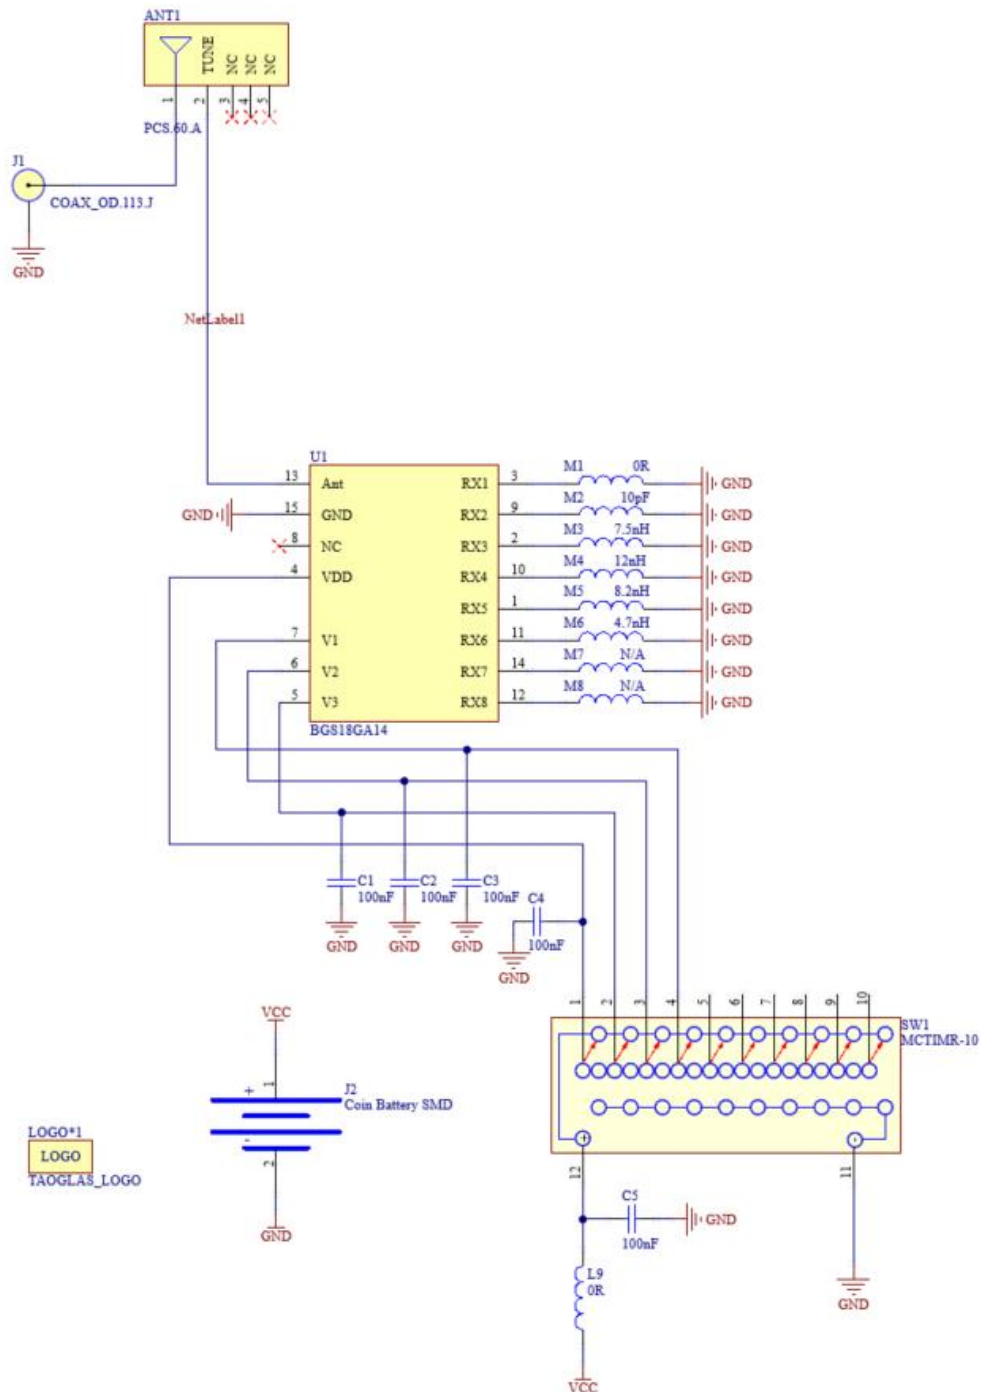 ANT1
TUNE
NC
NC
NC
1
2
3
4
5
PCS.60.A
J1
COAX_OD.113.J
GND
NetLabel1
U1
13 Ant RX1 3 M1 0R GND
GND 15 GND RX2 9 M2 10pF GND
8 NC RX3 2 M3 7.5nH GND
4 VDD RX4 10 M4 12nH GND
RX5 1 M5 8.2nH GND
7 V1 RX6 11 M6 4.7nH GND
6 V2 RX7 14 M7 N/A GND
5 V3 RX8 12 M8 N/A GND
BGS18GA14
C1 C2 C3
100nF 100nF 100nF
GND GND GND
C4
100nF
GND
1 2 3 4 5 6 7 8 9 10
SW1
MCTIMR-10
+ -
12 11
VCC
1
+
J2
Coin Battery SMD
-
2
GND
LOGO*1
LOGO
TAOGLAS_LOGO
C5
100nF
GND
L9
0R
VCC
GND